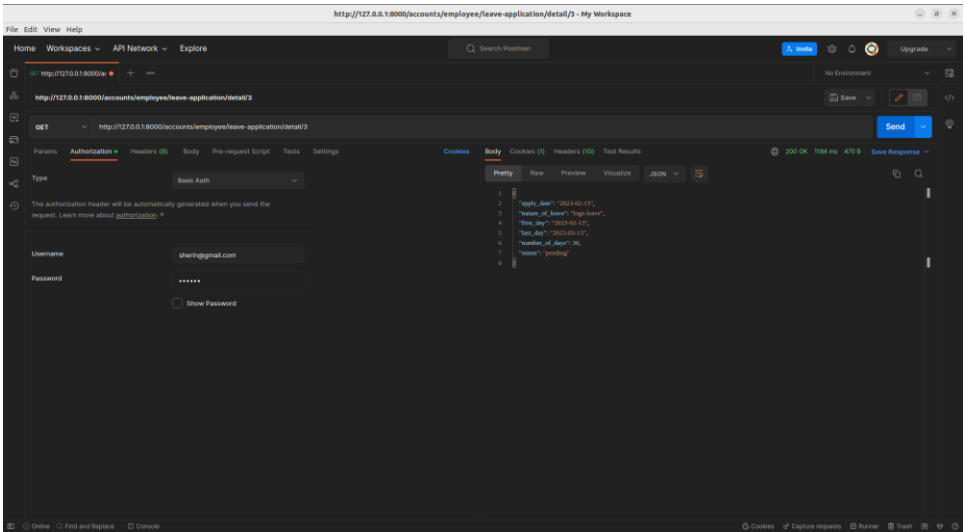 http://127.0.0.1:8000/accounts/employee/leave-application/detail/3 - My Workspace
File Edit View Help
Home Workspaces API Network Explore Search Postman Invite Upgrade
GET http://127.0.0.1:8000/ac No Environment
http://127.0.0.1:8000/accounts/employee/leave-application/detail/3 Save
GET http://127.0.0.1:8000/accounts/employee/leave-application/detail/3 Send
Params Authorization Headers (8) Body Pre-request Script Tests Settings Cookies
Body Cookies (1) Headers (10) Test Results 200 OK 1184 ms 470 B Save Response
Type Basic Auth
The authorization header will be automatically generated when you send the
request. Learn more about authorization
Username sherin@gmail.com
Password ••••••
Show Password
Pretty Raw Preview Visualize JSON
1 {
2 "apply_date": "2023-02-13",
3 "nature_of_leave": "logn leave",
4 "first_day": "2023-02-13",
5 "last_day": "2023-03-13",
6 "number_of_days": 30,
7 "status": "pending"
8 }
Online Find and Replace Console Cookies Capture requests Runner Trash